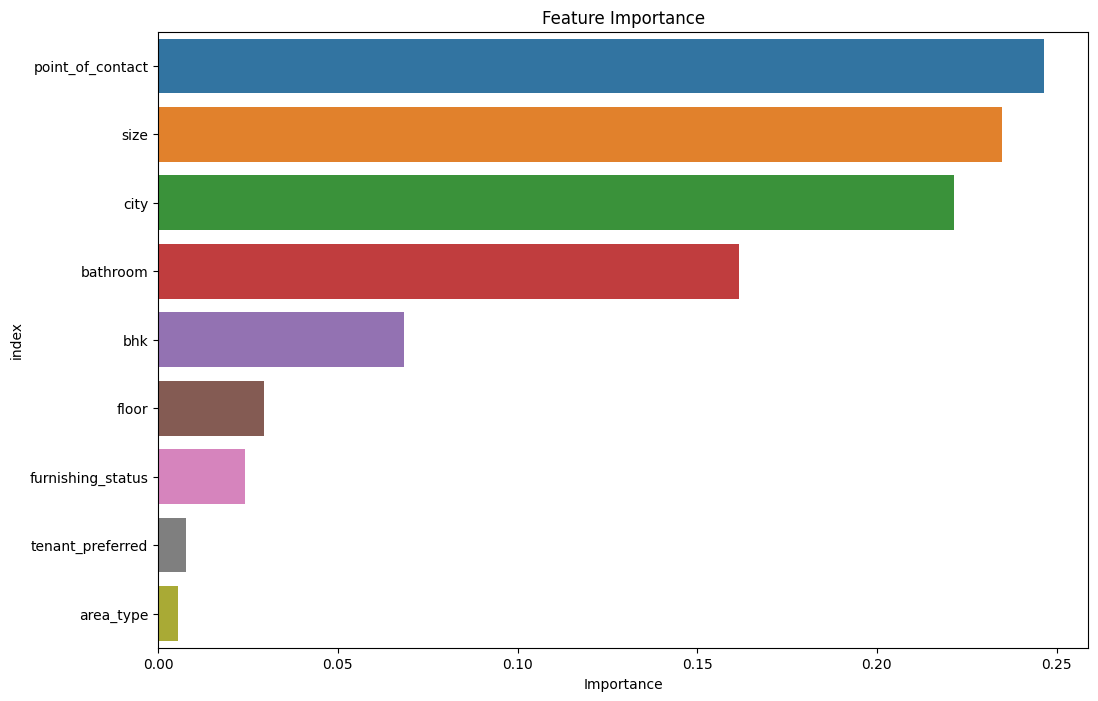 Feature Importance
point_of_contact
size
city
bathroom
bhk
floor
furnishing_status
tenant_preferred
area_type
index
0.00 0.05 0.10 0.15 0.20 0.25
Importance